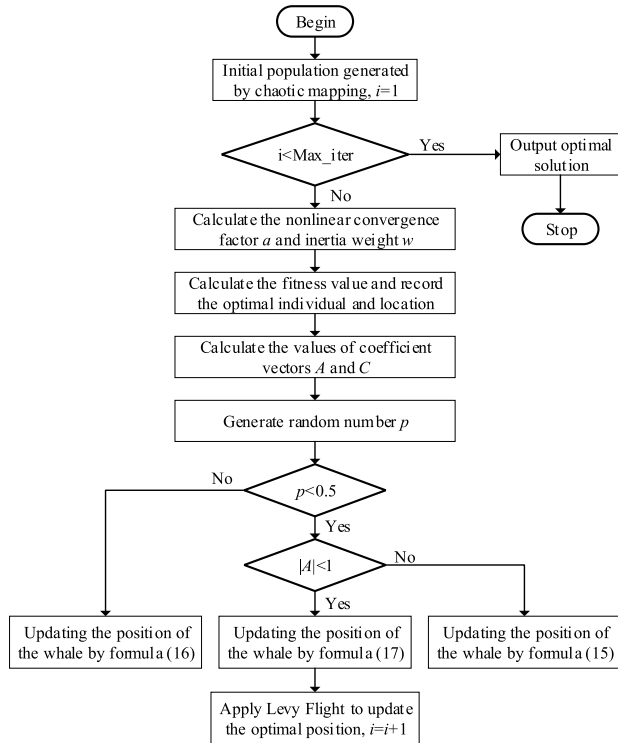 Begin
Initial population generated
by chaotic mapping, i=1
i<Max_iter
Yes
Output optimal
solution
No
Stop
Calculate the nonlinear convergence
factor a and inertia weight w
Calculate the fitness value and record
the optimal individual and location
Calculate the values of coefficient
vectors A and C
Generate random number p
No
p<0.5
Yes
|A|<1
No
Yes
Updating the position of
the whale by formula (16)
Updating the position of
the whale by formula (17)
Updating the position of
the whale by formula (15)
Apply Levy Flight to update
the optimal position, i=i+1